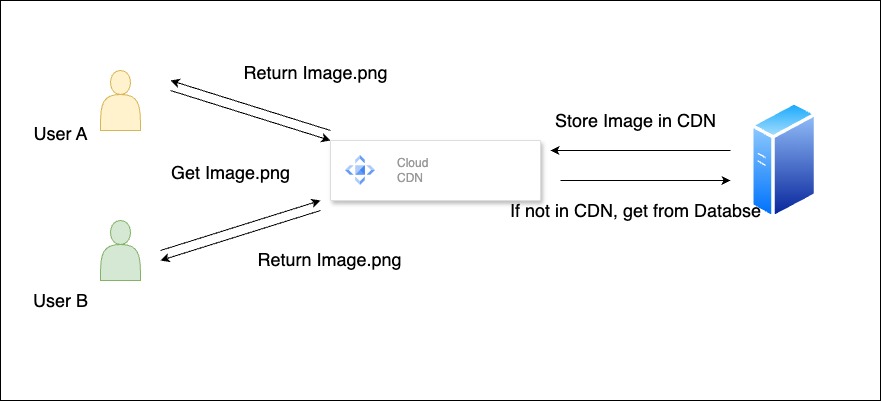 Return Image.png
Store Image in CDN
User A
Cloud
CDN
Get Image.png
If not in CDN, get from Databse
Return Image.png
User B